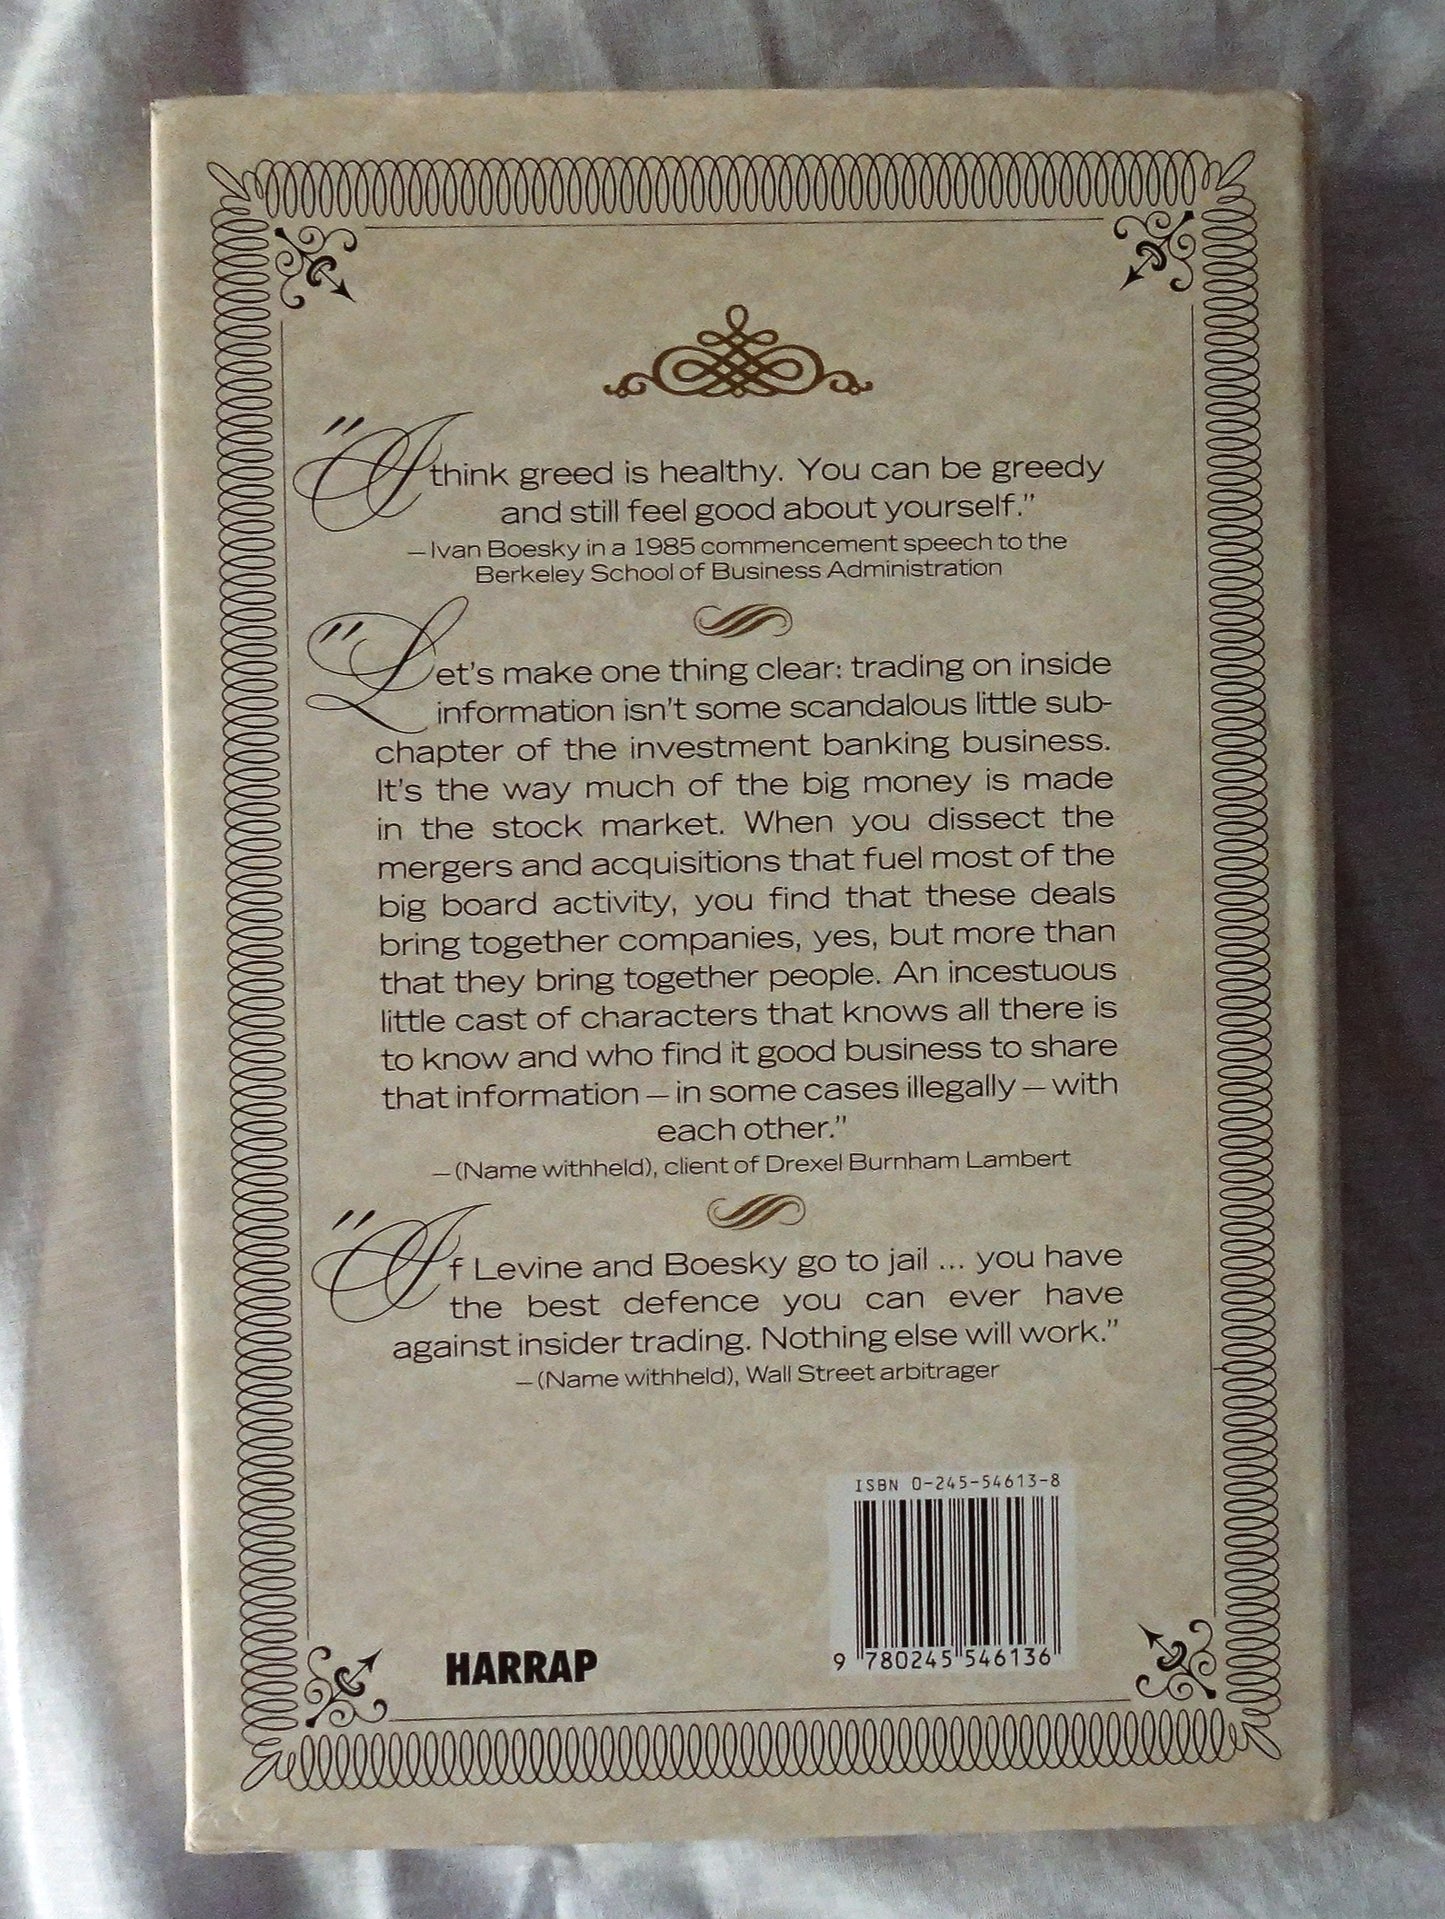 "I think greed is healthy. You can be greedy
and still feel good about yourself."
—Ivan Boesky in a 1985 commencement speech to the
Berkeley School of Business Administration
"Let's make one thing clear: trading on inside
information isn't some scandalous little sub-
chapter of the investment banking business.
It's the way much of the big money is made
in the stock market. When you dissect the
mergers and acquisitions that fuel most of the
big board activity, you find that these deals
bring together companies, yes, but more than
that they bring together people. An incestuous
little cast of characters that knows all there is
to know and who find it good business to share
that information — in some cases illegally — with
each other."
—(Name withheld), client of Drexel Burnham Lambert
"If Levine and Boesky go to jail ... you have
the best defence you can ever have
against insider trading. Nothing else will work."
—(Name withheld), Wall Street arbitrager
ISBN 0-245-54613-8
9 780245 546136
HARRAP